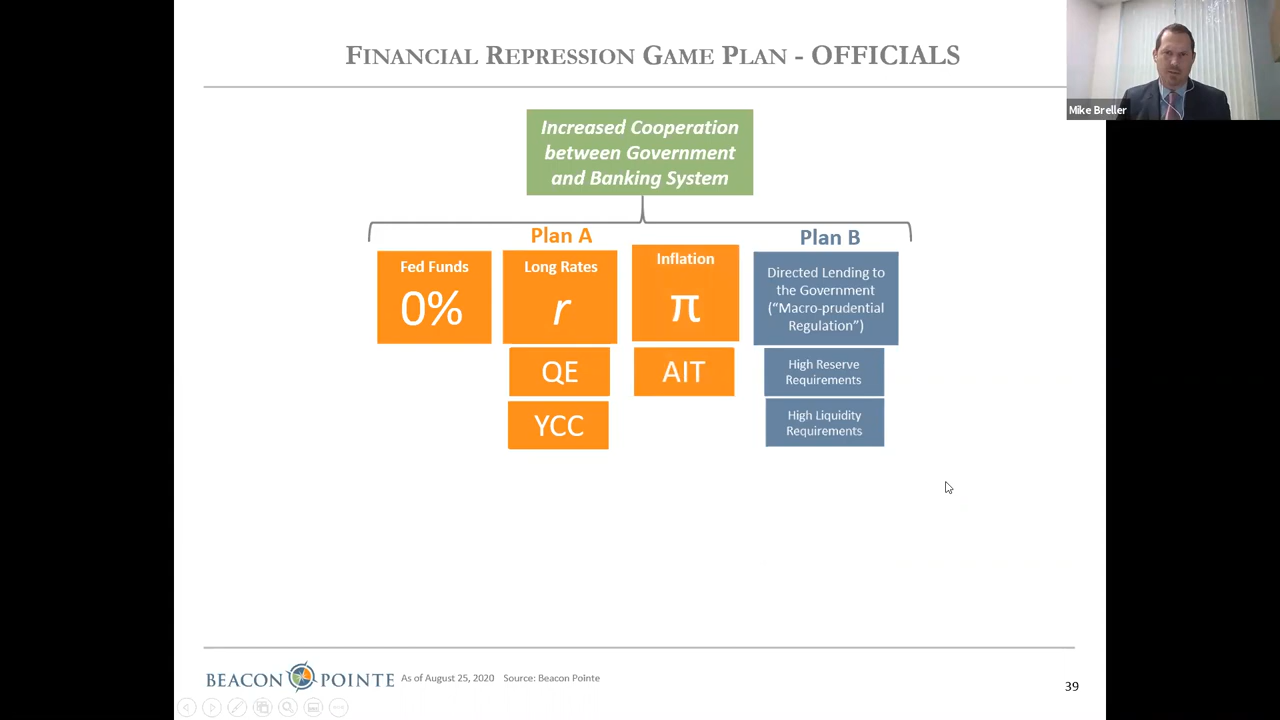 FINANCIAL REPRESSION GAME PLAN - OFFICIALS
Mike Breller
Increased Cooperation
between Government
and Banking System
Plan A
Plan B
Fed Funds
0%
Long Rates
r
Inflation
π
Directed Lending to
the Government
(“Macro-prudential
Regulation”)
QE
AIT
High Reserve
Requirements
YCC
High Liquidity
Requirements
BEACON POINTE
As of August 25, 2020 Source: Beacon Pointe
39